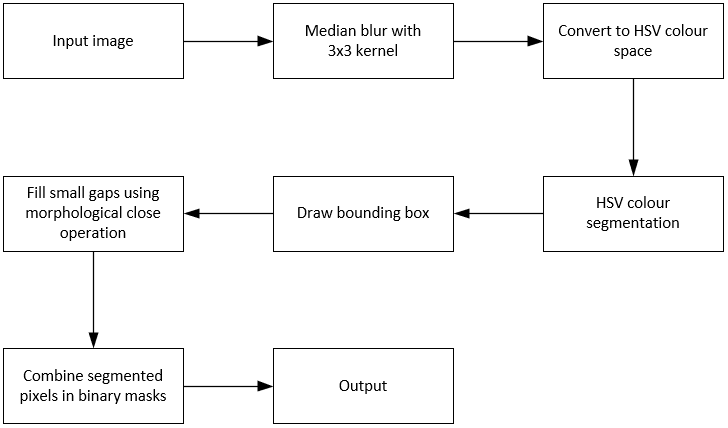 Input image
Median blur with
3x3 kernel
Convert to HSV colour
space
HSV colour
segmentation
Draw bounding box
Fill small gaps using
morphological close
operation
Combine segmented
pixels in binary masks
Output